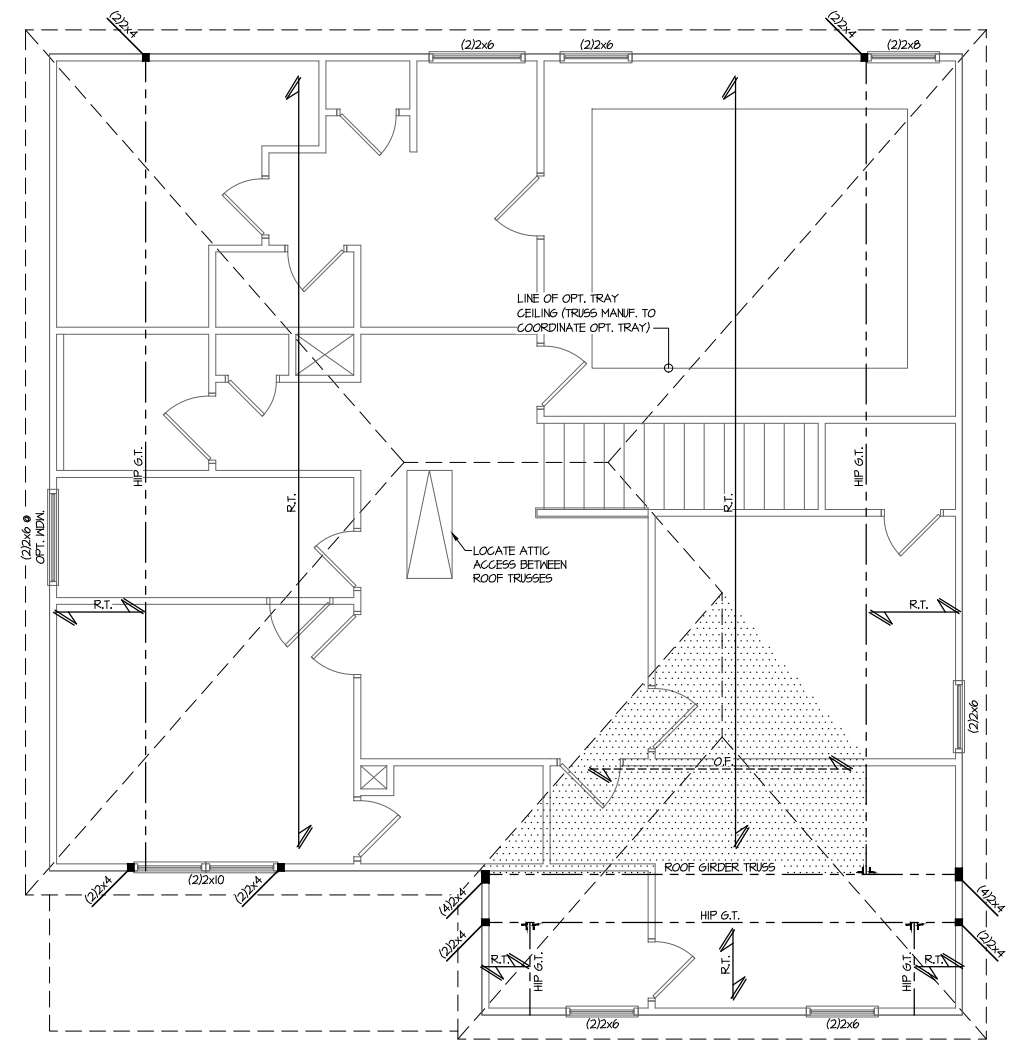 (2)2x4
(2)2x6
(2)2x6
(2)2x4
(2)2x8
LINE OF OPT. TRAY
CEILING (TRUSS MANUF. TO
COORDINATE OPT. TRAY)
HIP G.T.
R.T.
R.T.
HIP G.T.
(2)2x6 @
OPT. WDW.
LOCATE ATTIC
ACCESS BETWEEN
ROOF TRUSSES
R.T.
R.T.
(2)2x6
O.F.
ROOF GIRDER TRUSS
(2)2x4
(2)2x10
(2)2x4
(4)2x4
(4)2x4
HIP G.T.
(2)2x4
(2)2x4
R.T.
HIP G.T.
R.T.
HIP G.T.
R.T.
(2)2x6
(2)2x6